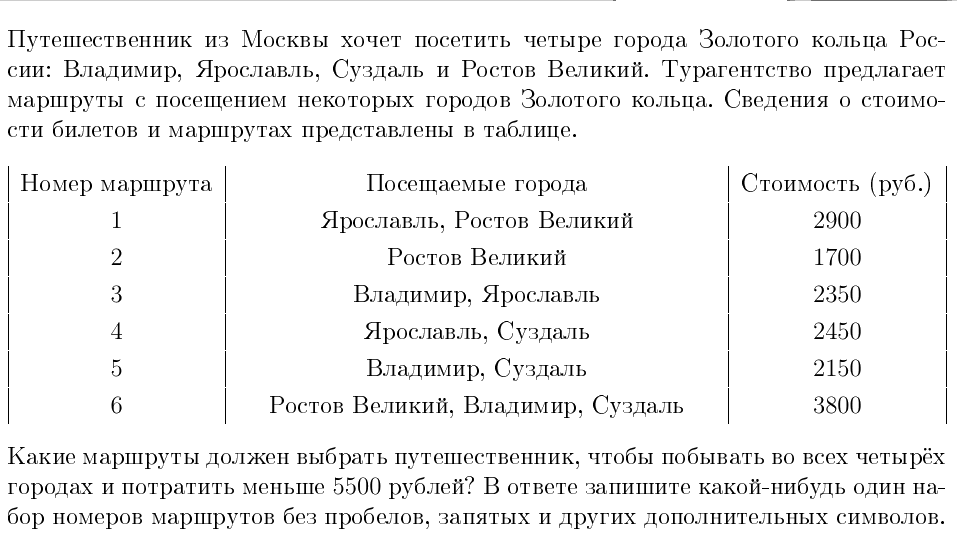 Путешественник из Москвы хочет посетить четыре города Золотого кольца Рос-
сии: Владимир, Ярославль, Суздаль и Ростов Великий. Турагентство предлагает
маршруты с посещением некоторых городов Золотого кольца. Сведения о стоимо-
сти билетов и маршрутах представлены в таблице.
Номер маршрута Посещаемые города Стоимость (руб.)
1 Ярославль, Ростов Великий 2900
2 Ростов Великий 1700
3 Владимир, Ярославль 2350
4 Ярославль, Суздаль 2450
5 Владимир, Суздаль 2150
6 Ростов Великий, Владимир, Суздаль 3800
Какие маршруты должен выбрать путешественник, чтобы побывать во всех четырёх
городах и потратить меньше 5500 рублей? В ответе запишите какой-нибудь один на-
бор номеров маршрутов без пробелов, запятых и других дополнительных символов.